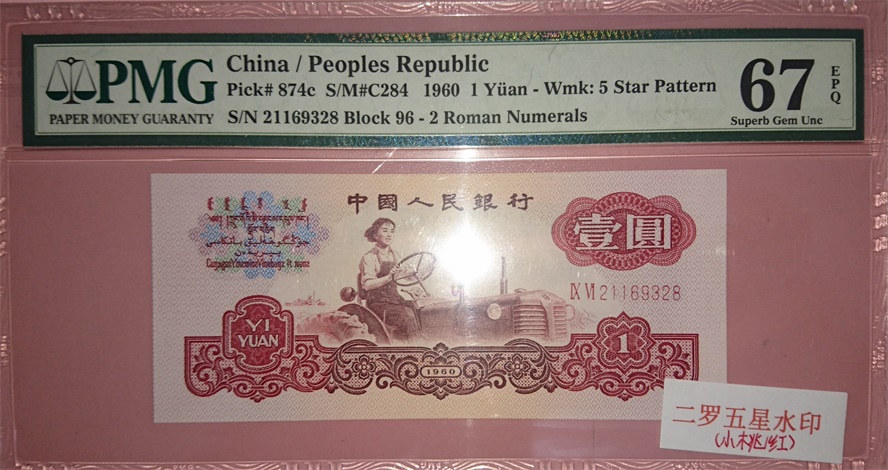 PMG
PAPER MONEY GUARANTY
China / Peoples Republic
Pick# 874c S/M#C284 1960 1 Yüan - Wmk: 5 Star Pattern
S/N 21169328 Block 96 - 2 Roman Numerals
67
EPQ
Superb Gem Unc
中國人民銀行
壹圓
IX VI 21169328
YI
YUAN
1960
1
二罗五星水印
(小桃红)